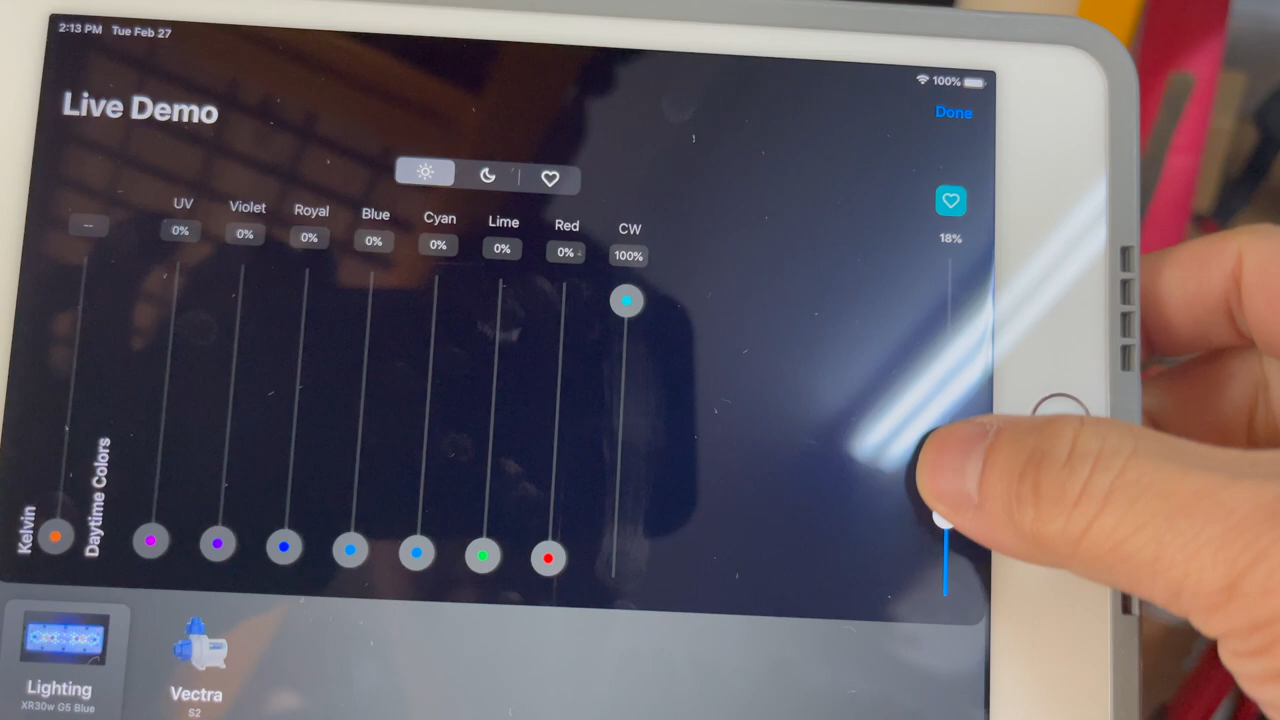 2:13 PM Tue Feb 27
100%
Live Demo
Done
UV Violet Royal Blue Cyan Lime Red CW
-- 0% 0% 0% 0% 0% 0% 0% 100%
18%
Kelvin
Daytime Colors
Lighting
XR30w G5 Blue
Vectra
S2